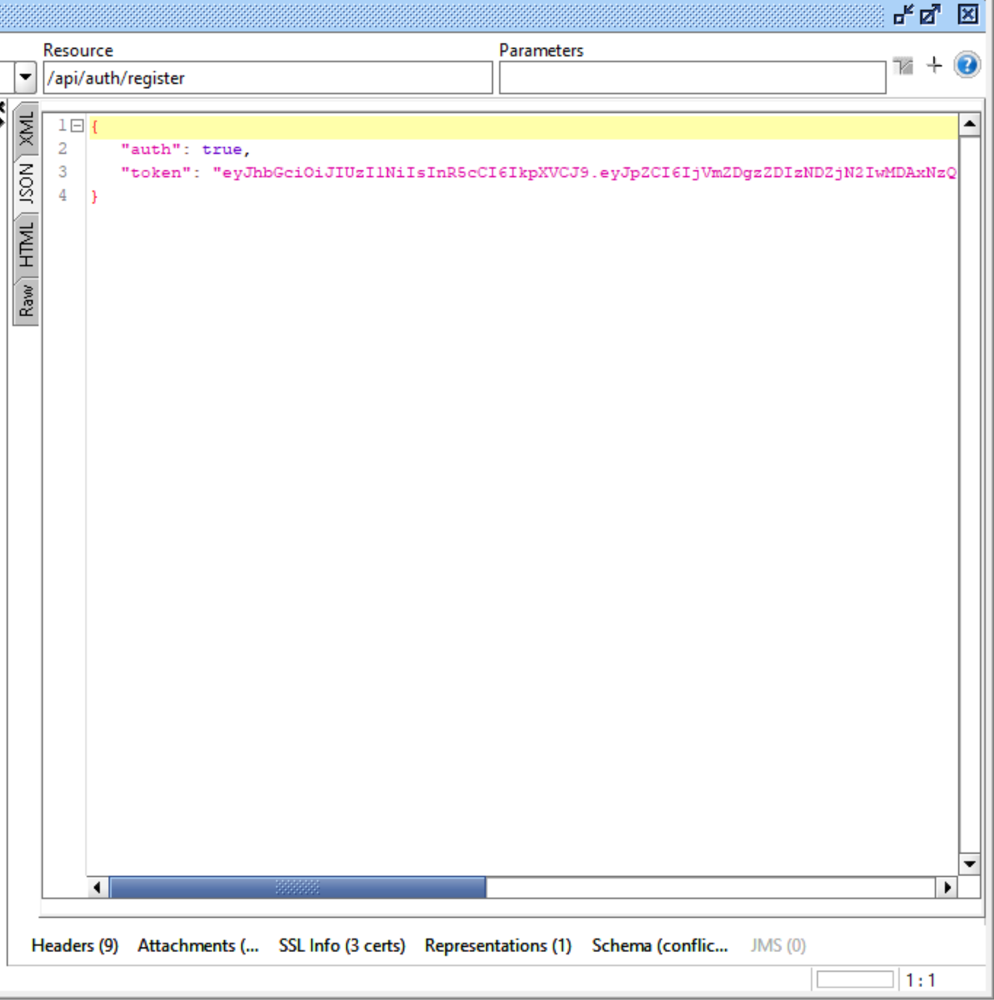 Resource
Parameters
/api/auth/register
XML
JSON
HTML
Raw
1 {
2 "auth": true,
3 "token": "eyJhbGciOiJIUzI1NiIsInR5cCI6IkpXVCJ9.eyJpZCI6IjVmZDgzZDIzNDZjN2IwMDAxNzQ
4 }
Headers (9) Attachments (... SSL Info (3 certs) Representations (1) Schema (conflic... JMS (0)
1 : 1